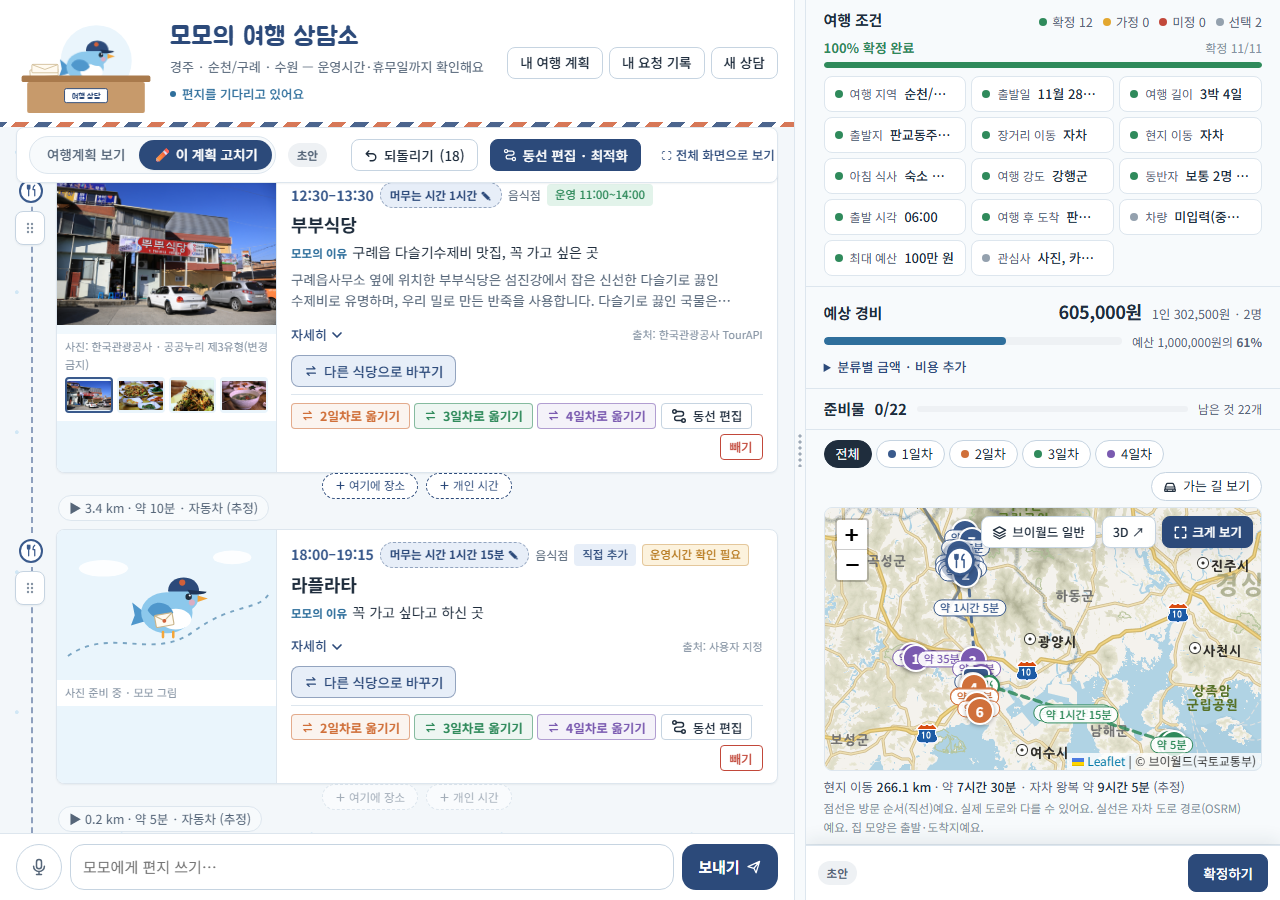 모모의 여행 상담소
경주 · 순천/구례 · 수원 — 운영시간·휴무일까지 확인해요
편지를 기다리고 있어요
여행 상담
내 여행 계획
내 요청 기록
새 상담
여행계획 보기
이 계획 고치기
초안
되돌리기 (18)
동선 편집 · 최적화
전체 화면으로 보기
12:30–13:30 머무는 시간 1시간 음식점 운영 11:00~14:00
부부식당
모모의 이유 구례읍 다슬기수제비 맛집, 꼭 가고 싶은 곳
구례읍사무소 옆에 위치한 부부식당은 섬진강에서 잡은 신선한 다슬기로 끓인
수제비로 유명하며, 우리 밀로 만든 반죽을 사용합니다. 다슬기로 끓인 국물은…
자세히
출처: 한국관광공사 TourAPI
사진: 한국관광공사 · 공공누리 제3유형(변경
금지)
다른 식당으로 바꾸기
2일차로 옮기기
3일차로 옮기기
4일차로 옮기기
동선 편집
빼기
+ 여기에 장소
+ 개인 시간
▶ 3.4 km · 약 10분 · 자동차 (추정)
18:00–19:15 머무는 시간 1시간 15분 음식점 직접 추가 운영시간 확인 필요
라플라타
모모의 이유 꼭 가고 싶다고 하신 곳
자세히
출처: 사용자 지정
다른 식당으로 바꾸기
사진 준비 중 · 모모 그림
2일차로 옮기기
3일차로 옮기기
4일차로 옮기기
동선 편집
빼기
+ 여기에 장소
+ 개인 시간
▶ 0.2 km · 약 5분 · 자동차 (추정)
모모에게 편지 쓰기…
보내기
여행 조건
확정 12 가정 0 미정 0 선택 2
100% 확정 완료
확정 11/11
여행 지역 순천/…
출발일 11월 28…
여행 길이 3박 4일
출발지 판교동주…
장거리 이동 자차
현지 이동 자차
아침 식사 숙소 …
여행 강도 강행군
동반자 보통 2명 …
출발 시각 06:00
여행 후 도착 판…
차량 미입력(중…
최대 예산 100만 원
관심사 사진, 카…
예상 경비
605,000원 1인 302,500원 · 2명
예산 1,000,000원의 61%
▶ 분류별 금액 · 비용 추가
준비물 0/22
남은 것 22개
전체
1일차
2일차
3일차
4일차
가는 길 보기
+
−
브이월드 일반
3D ↗
크게 보기
곡성군
진주시
하동군
약 1시간 5분
10
광양시
사천시
약 35분
10
상족암
군립공원
6
약 1시간 15분
남해군
10
보성군
약 5분
여수시
Leaflet | © 브이월드(국토교통부)
현지 이동 266.1 km · 약 7시간 30분 · 자차 왕복 약 9시간 5분 (추정)
점선은 방문 순서(직선)예요. 실제 도로와 다를 수 있어요. 실선은 자차 도로 경로(OSRM)
예요. 집 모양은 출발·도착지예요.
초안
확정하기